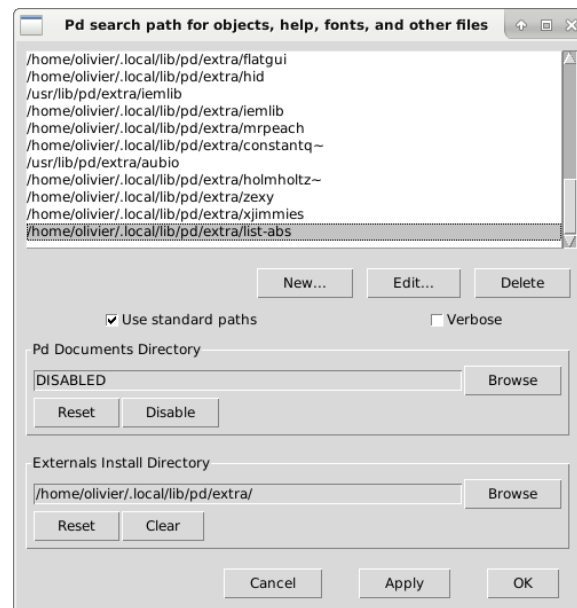 Pd search path for objects, help, fonts, and other files
/home/olivier/.local/lib/pd/extra/flatgui
/home/olivier/.local/lib/pd/extra/hid
/usr/lib/pd/extra/iemlib
/home/olivier/.local/lib/pd/extra/iemlib
/home/olivier/.local/lib/pd/extra/mrpeach
/home/olivier/.local/lib/pd/extra/constantq~
/usr/lib/pd/extra/aubio
/home/olivier/.local/lib/pd/extra/holmholtz~
/home/olivier/.local/lib/pd/extra/zexy
/home/olivier/.local/lib/pd/extra/xjimmies
/home/olivier/.local/lib/pd/extra/list-abs
New... Edit... Delete
Use standard paths Verbose
Pd Documents Directory
DISABLED Browse
Reset Disable
Externals Install Directory
/home/olivier/.local/lib/pd/extra/ Browse
Reset Clear
Cancel Apply OK